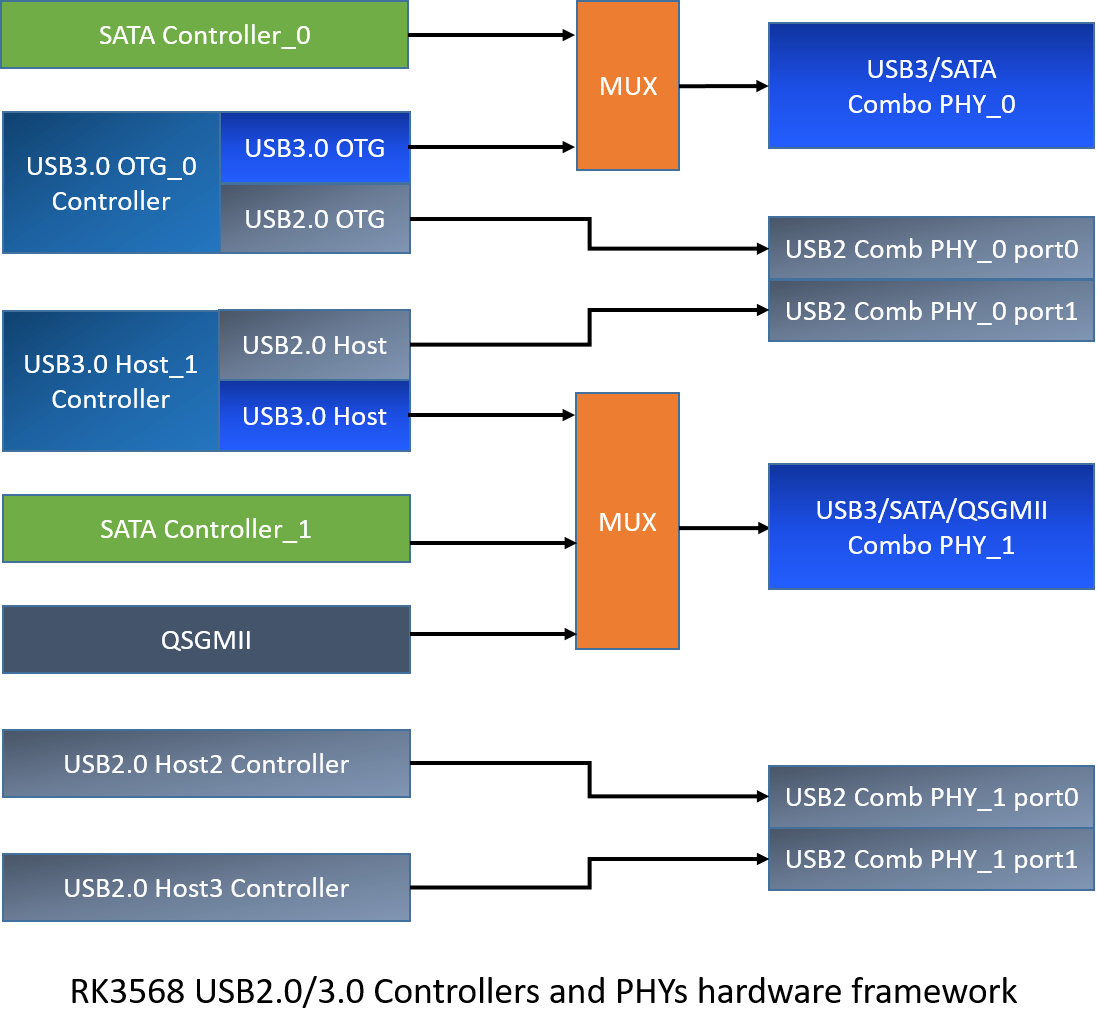 SATA Controller_0
MUX
USB3/SATA
Combo PHY_0
USB3.0 OTG_0
Controller
USB3.0 OTG
USB2.0 OTG
USB2 Comb PHY_0 port0
USB2 Comb PHY_0 port1
USB3.0 Host_1
Controller
USB2.0 Host
USB3.0 Host
MUX
USB3/SATA/QSGMII
Combo PHY_1
SATA Controller_1
QSGMII
USB2.0 Host2 Controller
USB2 Comb PHY_1 port0
USB2 Comb PHY_1 port1
USB2.0 Host3 Controller
RK3568 USB2.0/3.0 Controllers and PHYs hardware framework